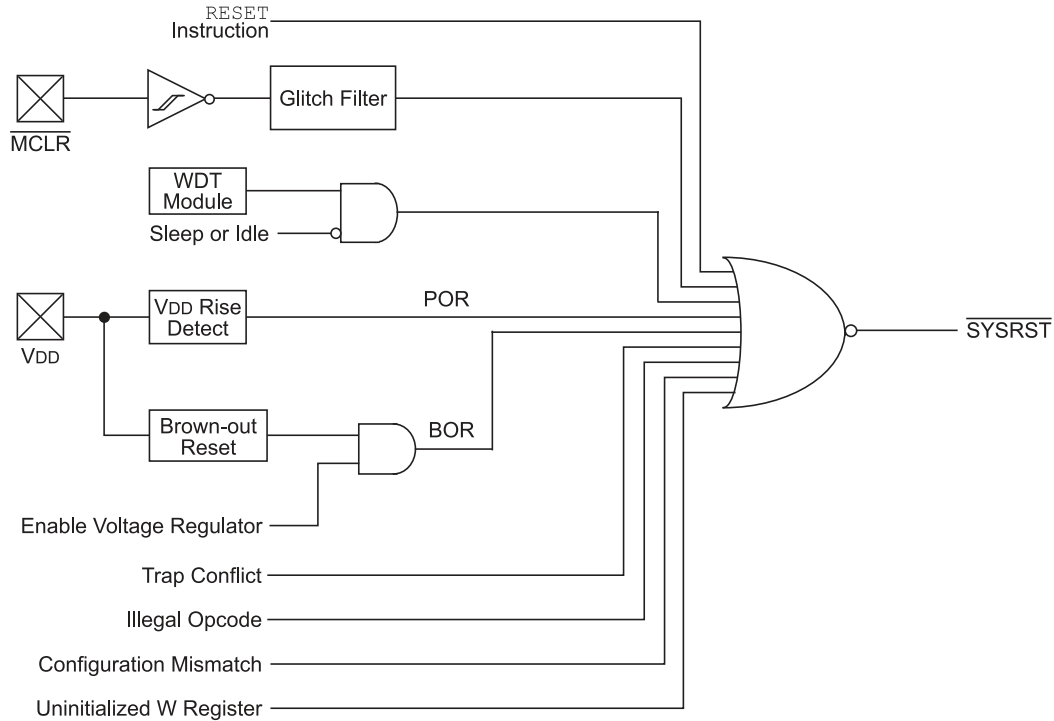 RESET
Instruction
MCLR
Glitch Filter
WDT
Module
Sleep or Idle
VDD
VDD Rise
Detect
POR
SYSRST
Brown-out
Reset
BOR
Enable Voltage Regulator
Trap Conflict
Illegal Opcode
Configuration Mismatch
Uninitialized W Register